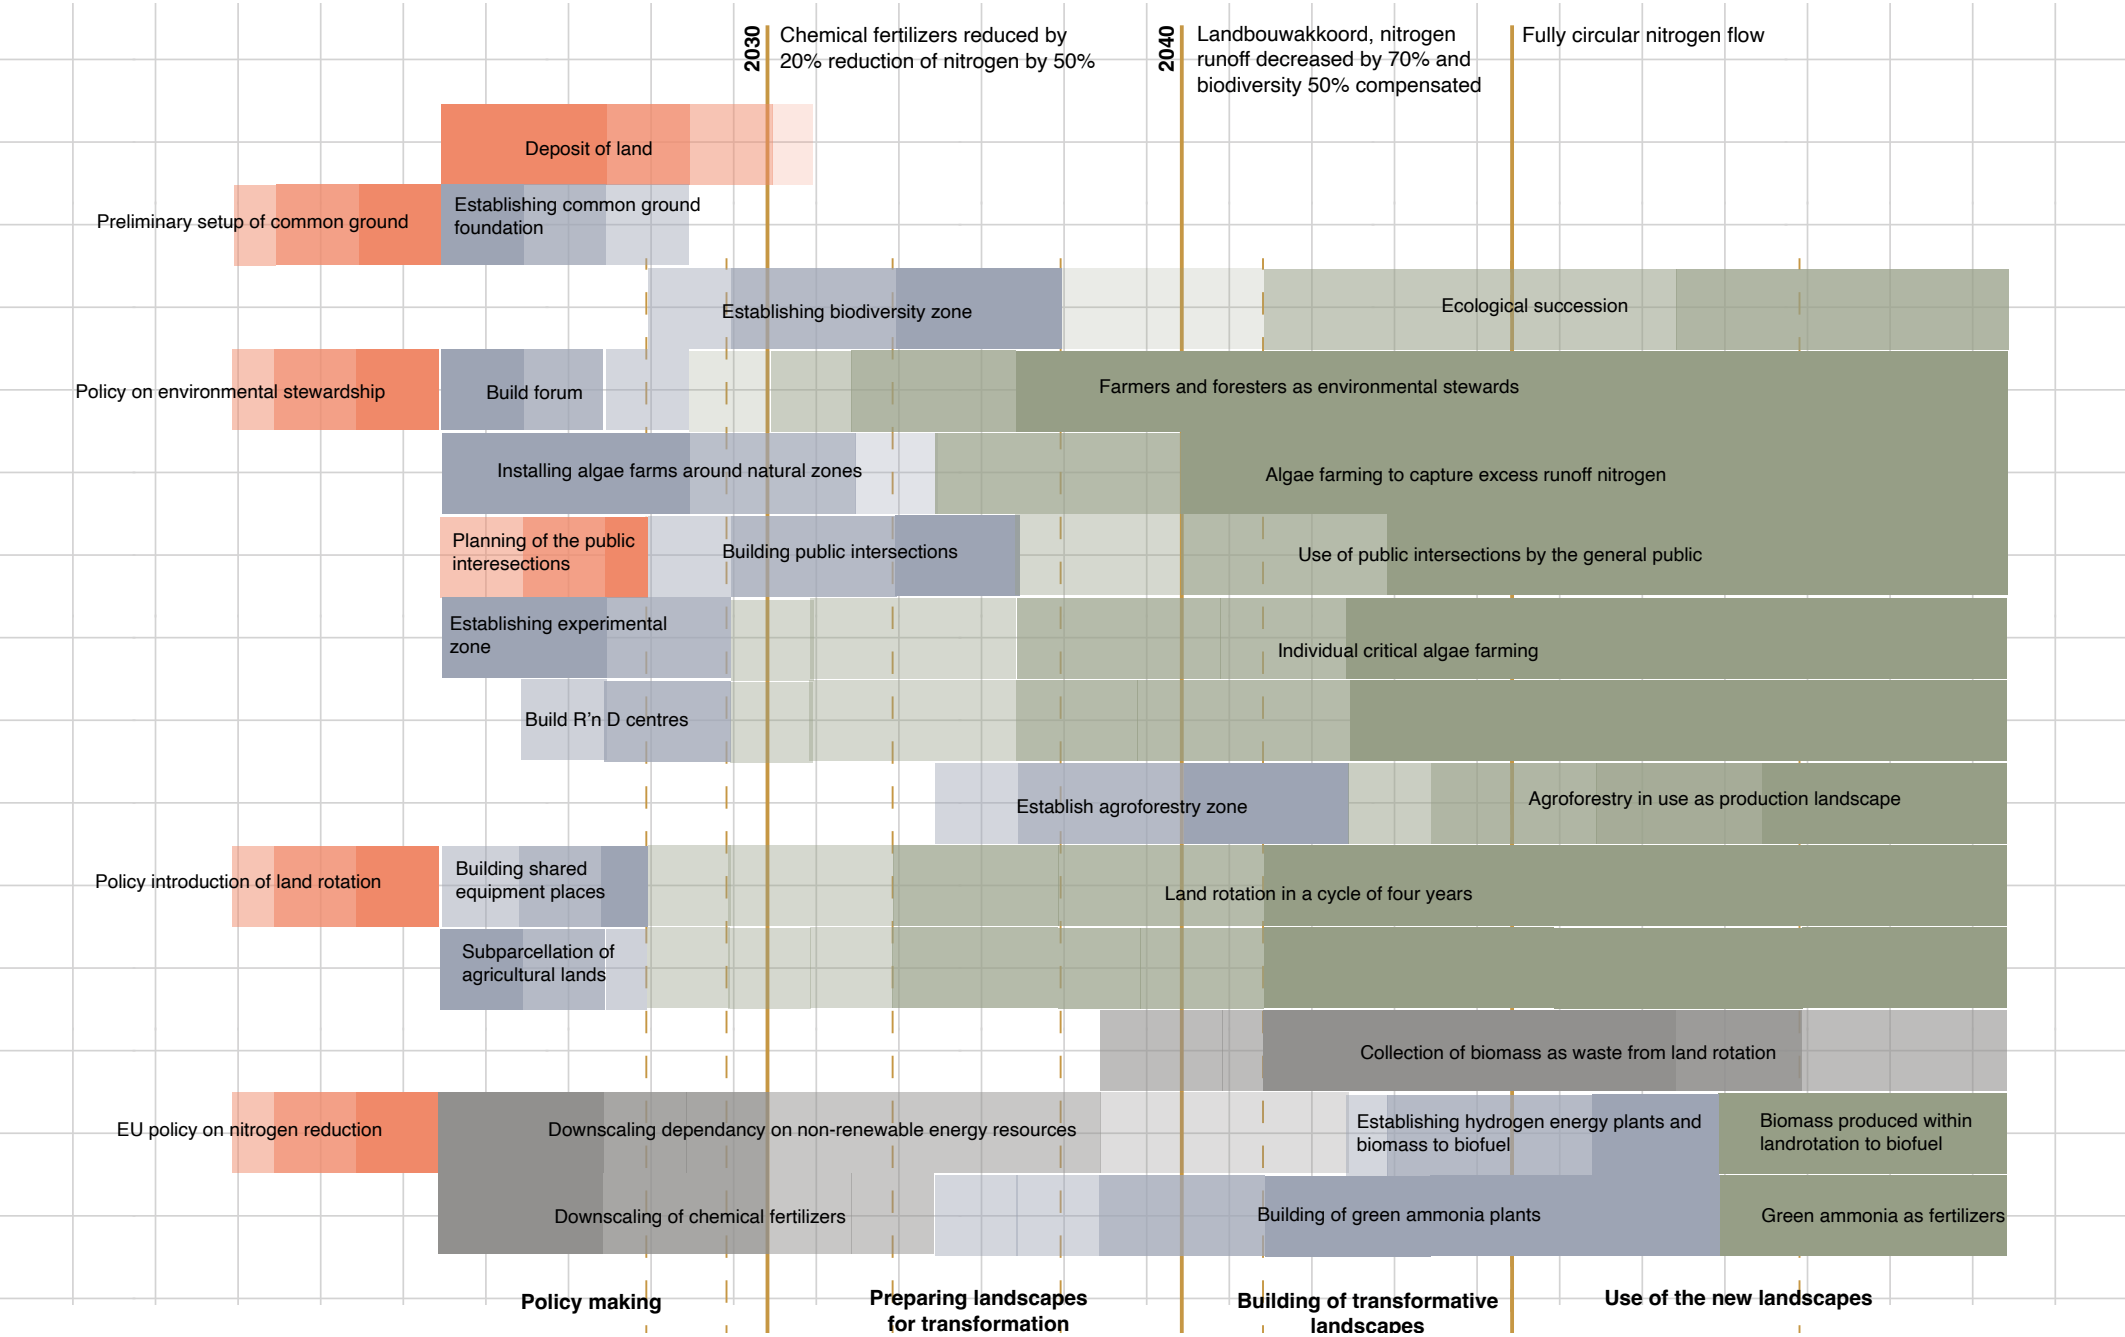 2030
Chemical fertilizers reduced by
20% reduction of nitrogen by 50%
2040
Landbouwakkoord, nitrogen
runoff decreased by 70% and
biodiversity 50% compensated
Fully circular nitrogen flow
Deposit of land
Preliminary setup of common ground
Establishing common ground
foundation
Establishing biodiversity zone
Ecological succession
Policy on environmental stewardship
Build forum
Farmers and foresters as environmental stewards
Installing algae farms around natural zones
Algae farming to capture excess runoff nitrogen
Planning of the public
interesections
Building public intersections
Use of public intersections by the general public
Establishing experimental
zone
Individual critical algae farming
Build R’n D centres
Establish agroforestry zone
Agroforestry in use as production landscape
Policy introduction of land rotation
Building shared
equipment places
Land rotation in a cycle of four years
Subparcellation of
agricultural lands
Collection of biomass as waste from land rotation
EU policy on nitrogen reduction
Downscaling dependancy on non-renewable energy resources
Establishing hydrogen energy plants and
biomass to biofuel
Biomass produced within
landrotation to biofuel
Downscaling of chemical fertilizers
Building of green ammonia plants
Green ammonia as fertilizers
Policy making
Preparing landscapes
for transformation
Building of transformative
landscapes
Use of the new landscapes